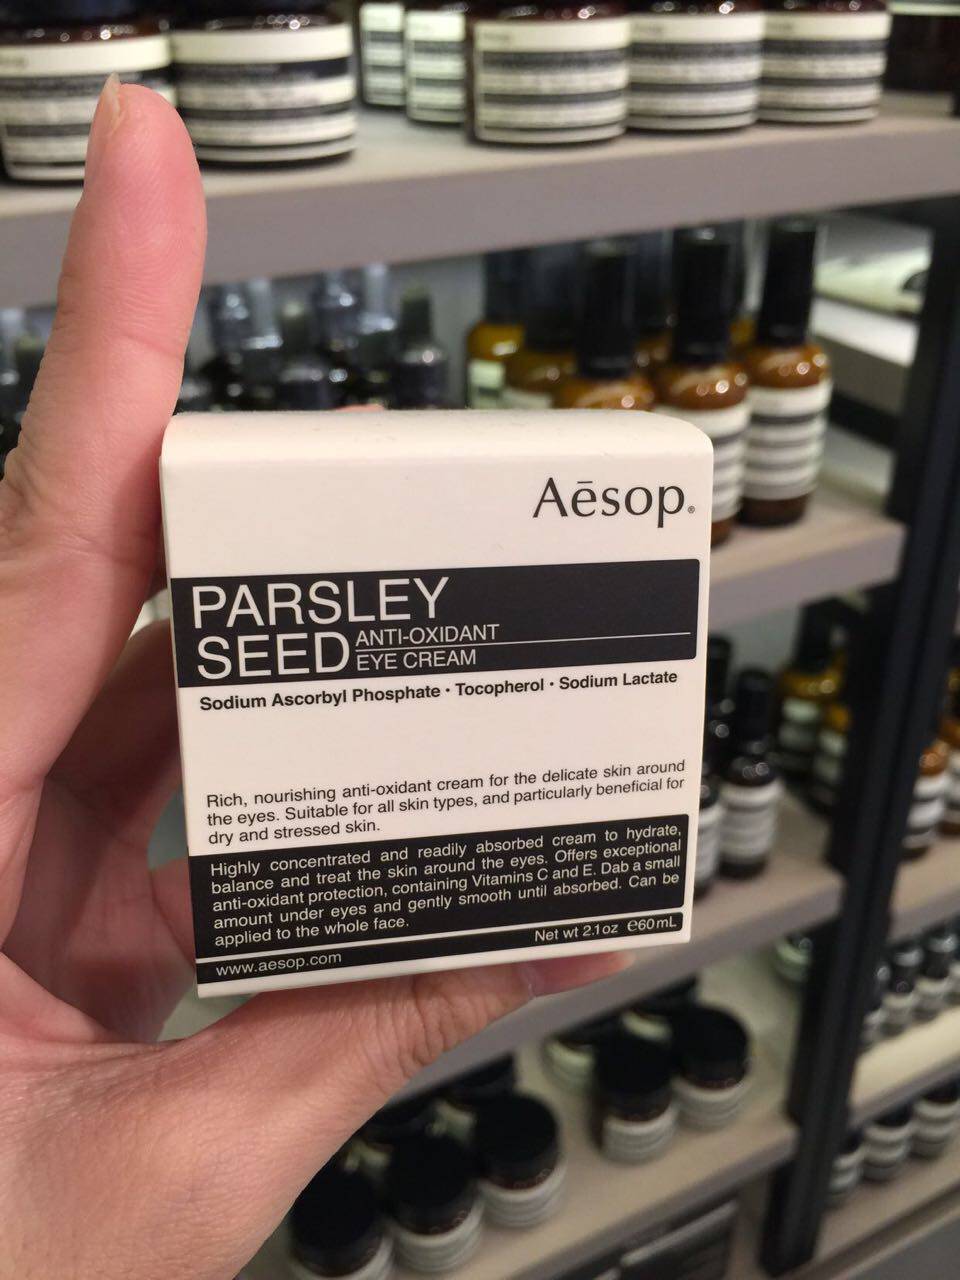 Aēsop®
PARSLEY
SEED ANTI-OXIDANT
EYE CREAM
Sodium Ascorbyl Phosphate · Tocopherol · Sodium Lactate
Rich, nourishing anti-oxidant cream for the delicate skin around
the eyes. Suitable for all skin types, and particularly beneficial for
dry and stressed skin.
Highly concentrated and readily absorbed cream to hydrate,
balance and treat the skin around the eyes. Offers exceptional
anti-oxidant protection, containing Vitamins C and E. Dab a small
amount under eyes and gently smooth until absorbed. Can be
applied to the whole face.
www.aesop.com
Net wt 2.1oz ℮60mL